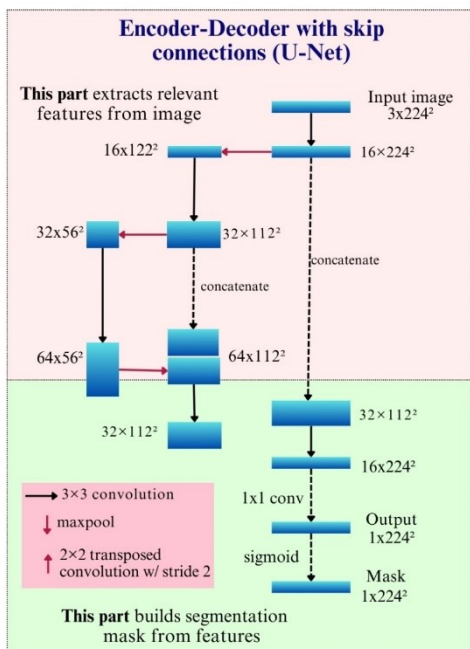 Encoder-Decoder with skip
connections (U-Net)
This part extracts relevant
features from image
Input image
3x224²
16x122²
16×224²
32x56²
32×112²
concatenate
concatenate
64x56²
64x112²
32×112²
32×112²
16x224²
1x1 conv
Output
1x224²
sigmoid
Mask
1x224²
3×3 convolution
maxpool
2×2 transposed
convolution w/ stride 2
This part builds segmentation
mask from features